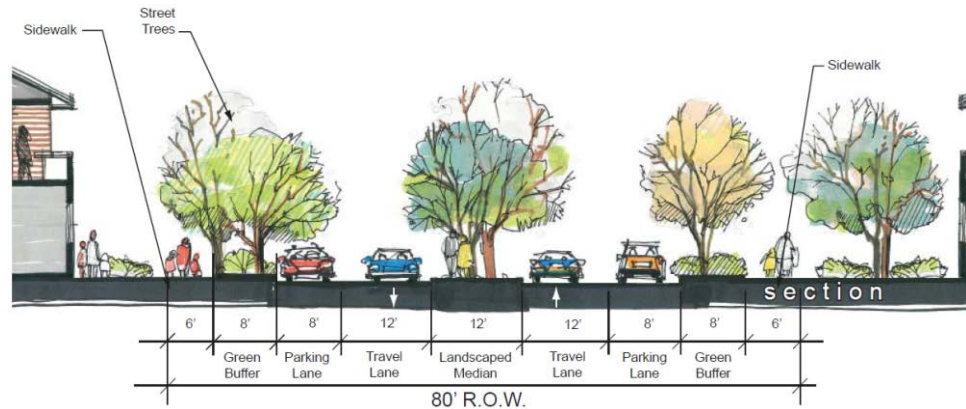 Street
Trees
Sidewalk
Sidewalk
section
6' 8' 8' 12' 12' 12' 8' 8' 6'
Green
Buffer
Parking
Lane
Travel
Lane
Landscaped
Median
Travel
Lane
Parking
Lane
Green
Buffer
80' R.O.W.